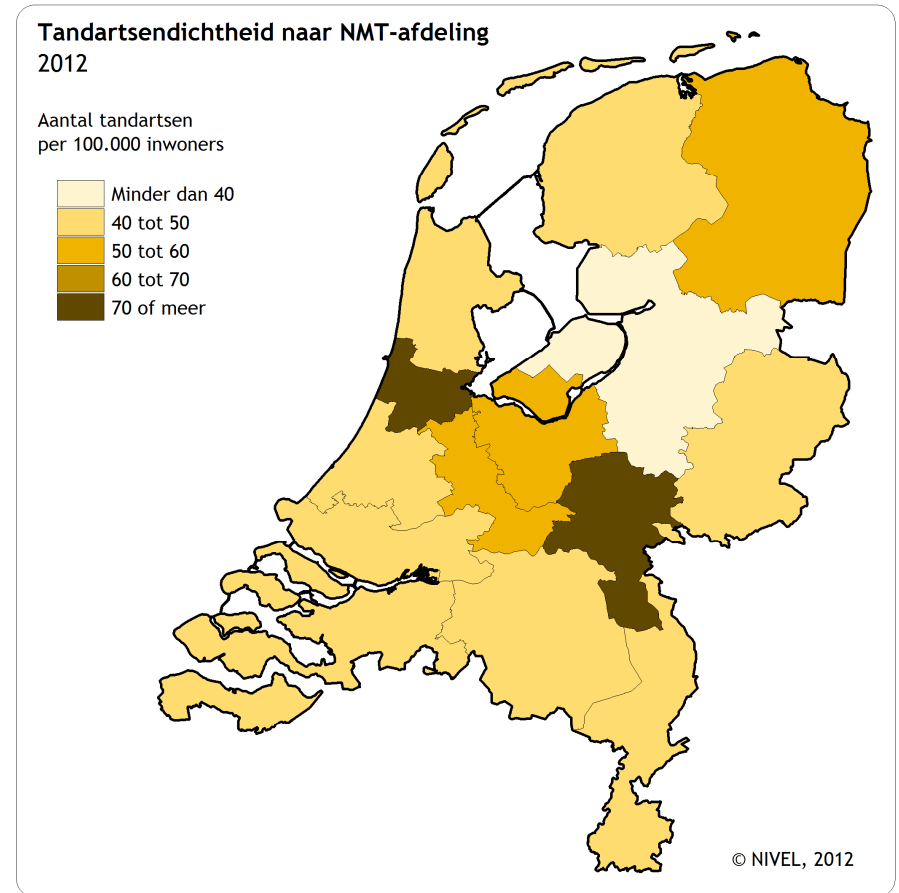 Tandartsendichtheid naar NMT-afdeling
2012
Aantal tandartsen
per 100.000 inwoners
Minder dan 40
40 tot 50
50 tot 60
60 tot 70
70 of meer
© NIVEL, 2012